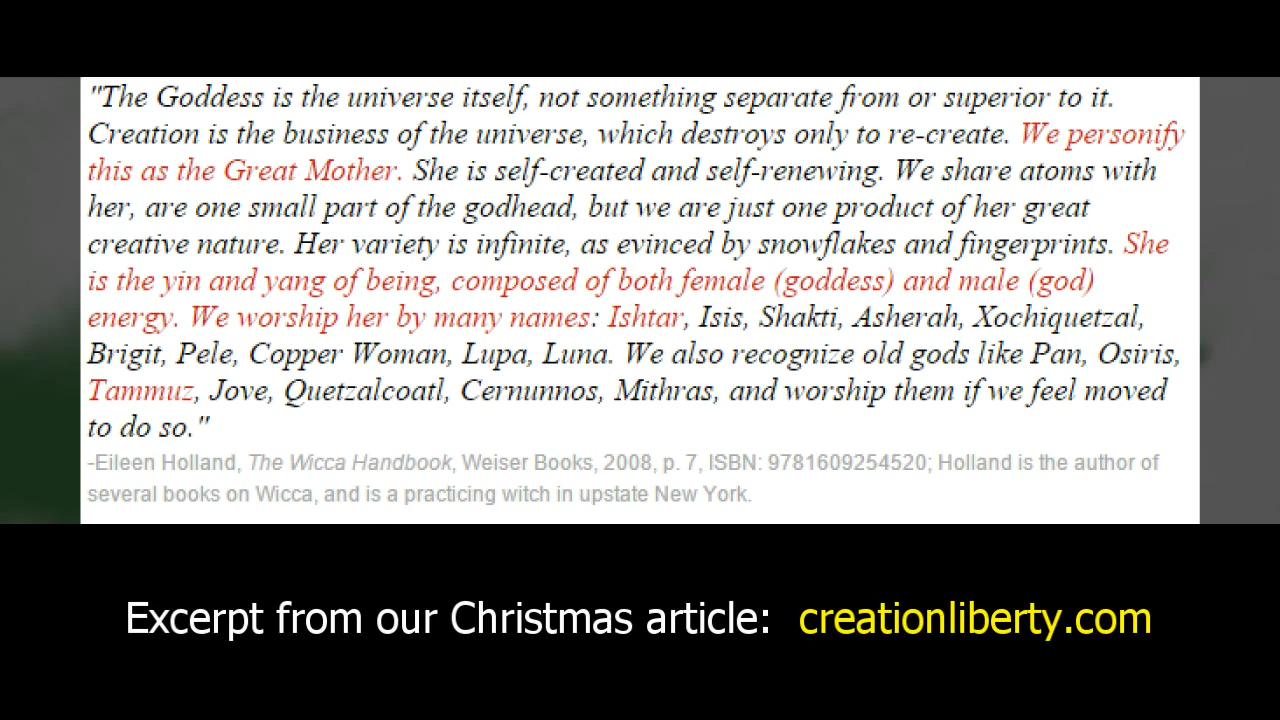 "The Goddess is the universe itself, not something separate from or superior to it.
Creation is the business of the universe, which destroys only to re-create. We personify
this as the Great Mother. She is self-created and self-renewing. We share atoms with
her, are one small part of the godhead, but we are just one product of her great
creative nature. Her variety is infinite, as evinced by snowflakes and fingerprints. She
is the yin and yang of being, composed of both female (goddess) and male (god)
energy. We worship her by many names: Ishtar, Isis, Shakti, Asherah, Xochiquetzal,
Brigit, Pele, Copper Woman, Lupa, Luna. We also recognize old gods like Pan, Osiris,
Tammuz, Jove, Quetzalcoatl, Cernunnos, Mithras, and worship them if we feel moved
to do so."
-Eileen Holland, The Wicca Handbook, Weiser Books, 2008, p. 7, ISBN: 9781609254520; Holland is the author of
several books on Wicca, and is a practicing witch in upstate New York.
Excerpt from our Christmas article: creationliberty.com